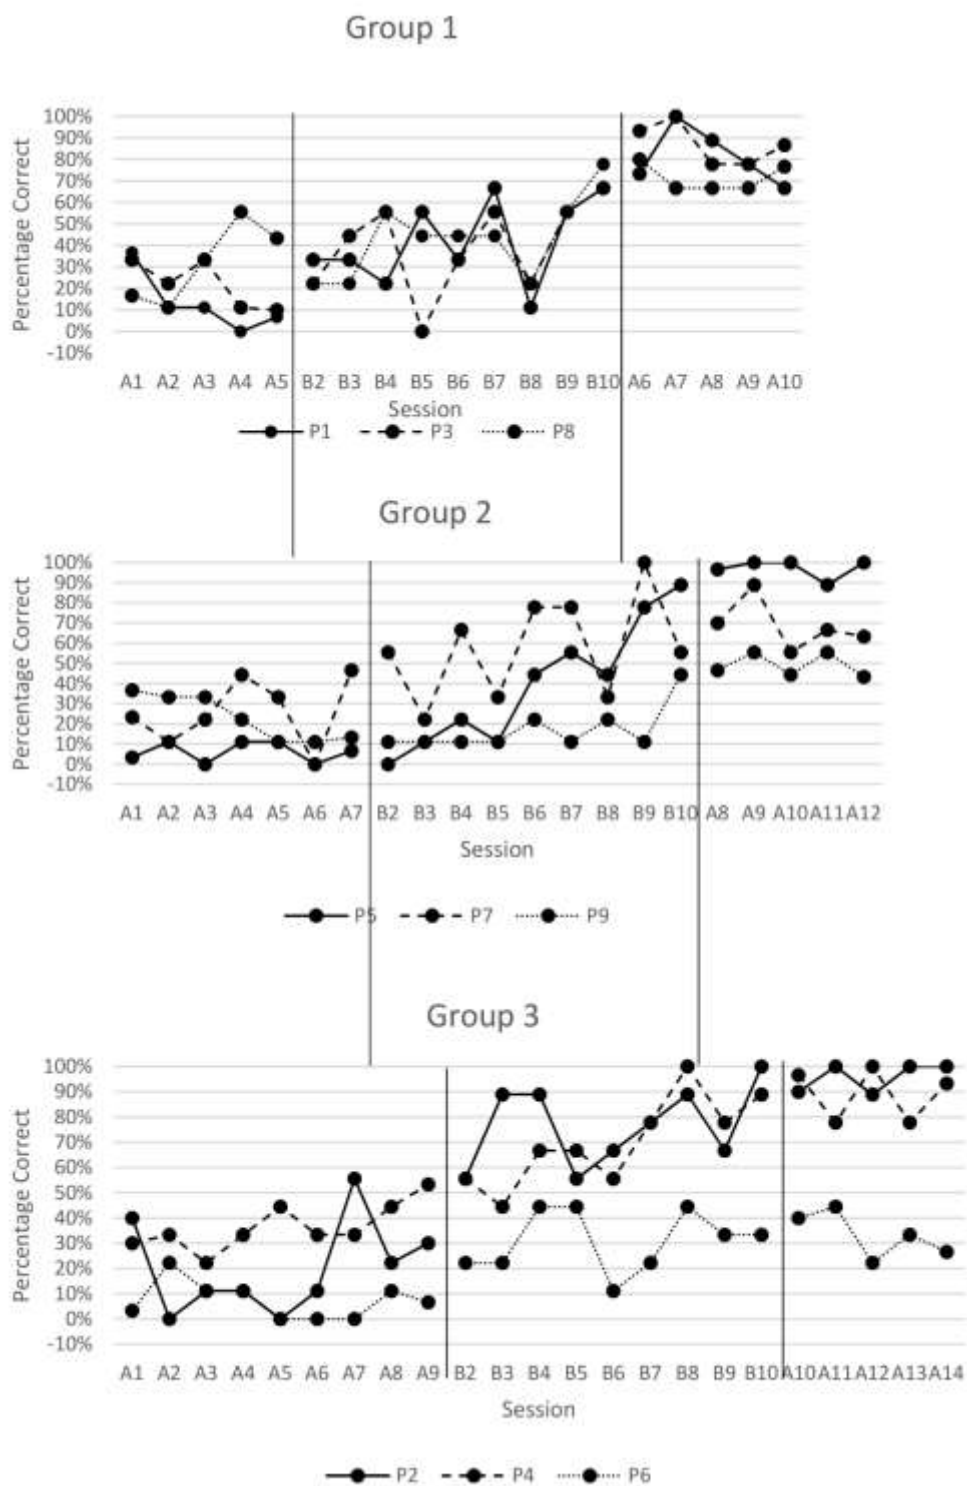 Group 1
Percentage Correct
100%
90%
80%
70%
60%
50%
40%
30%
20%
10%
0%
-10%
A1 A2 A3 A4 A5 B2 B3 B4 B5 B6 B7 B8 B9 B10 A6 A7 A8 A9 A10
Session
P1 P3 P8
Group 2
Percentage Correct
100%
90%
80%
70%
60%
50%
40%
30%
20%
10%
0%
-10%
A1 A2 A3 A4 A5 A6 A7 B2 B3 B4 B5 B6 B7 B8 B9 B10 A8 A9 A10 A11 A12
Session
P5 P7 P9
Group 3
Percentage Correct
100%
90%
80%
70%
60%
50%
40%
30%
20%
10%
0%
-10%
A1 A2 A3 A4 A5 A6 A7 A8 A9 B2 B3 B4 B5 B6 B7 B8 B9 B10 A10 A11 A12 A13 A14
Session
P2 P4 P6